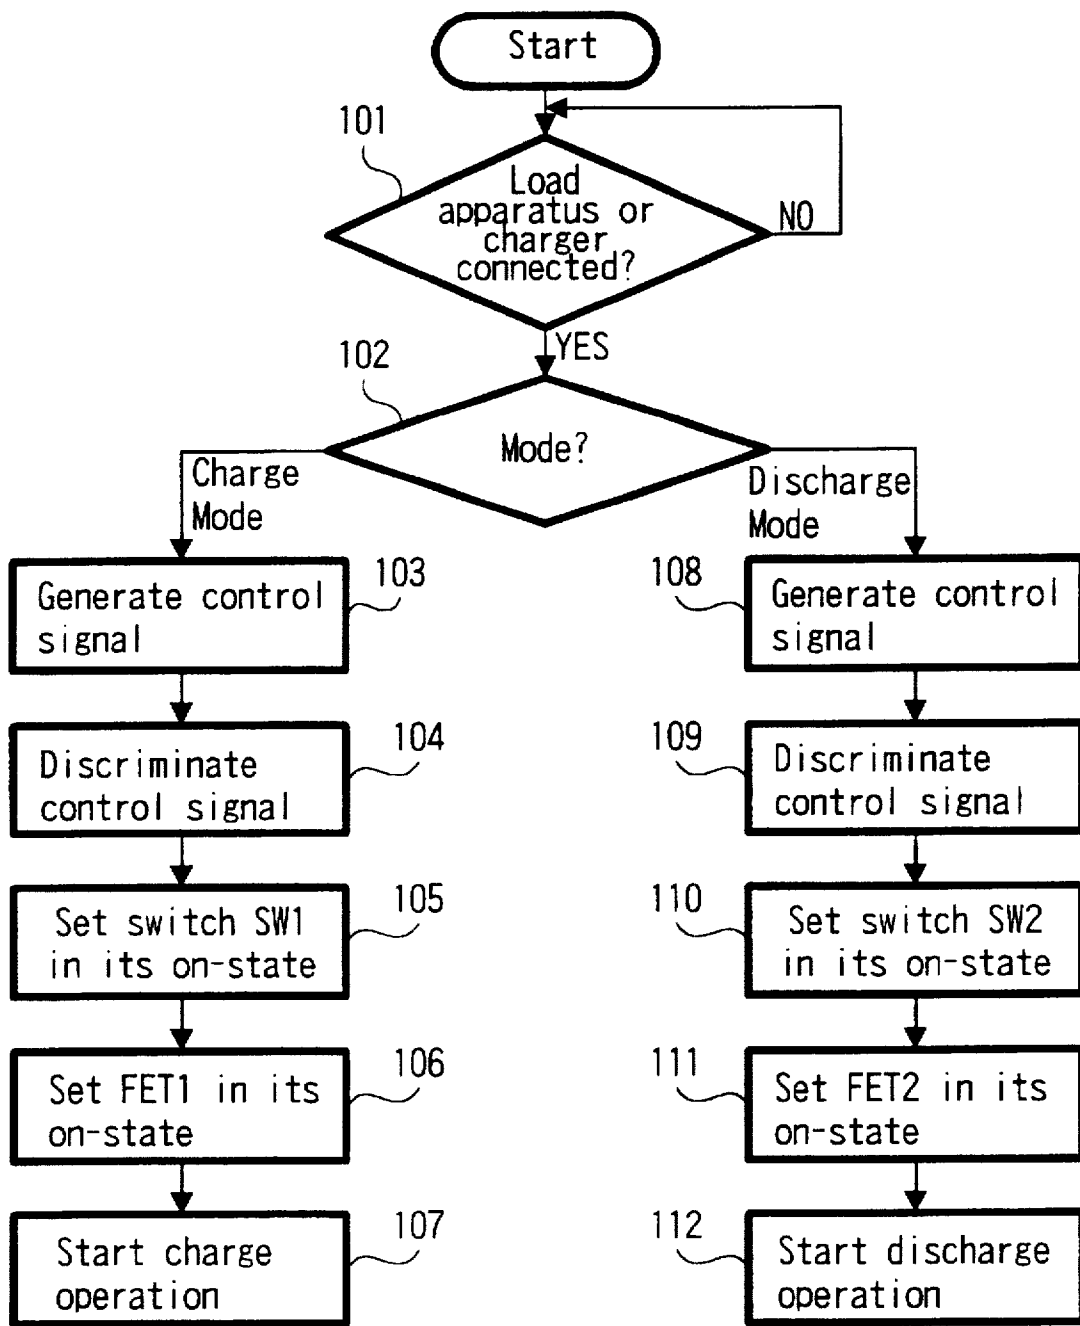 Start
101
Load
apparatus or
charger
connected?
NO
YES
102
Mode?
Charge
Mode
Discharge
Mode
103
Generate control
signal
108
Generate control
signal
104
Discriminate
control signal
109
Discriminate
control signal
105
Set switch SW1
in its on-state
110
Set switch SW2
in its on-state
106
Set FET1 in its
on-state
111
Set FET2 in its
on-state
107
Start charge
operation
112
Start discharge
operation